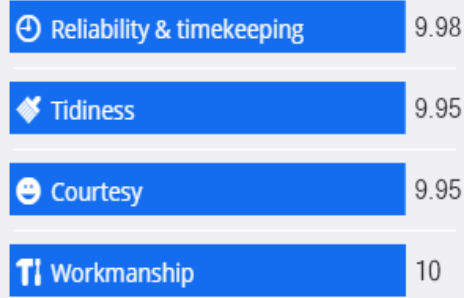 Reliability & timekeeping 9.98
Tidiness 9.95
Courtesy 9.95
Workmanship 10